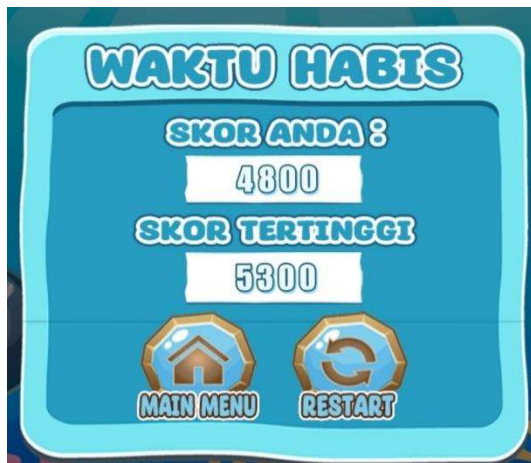 WAKTU HABIS
SKOR ANDA :
4800
SKOR TERTINGGI
5300
MAIN MENU RESTART